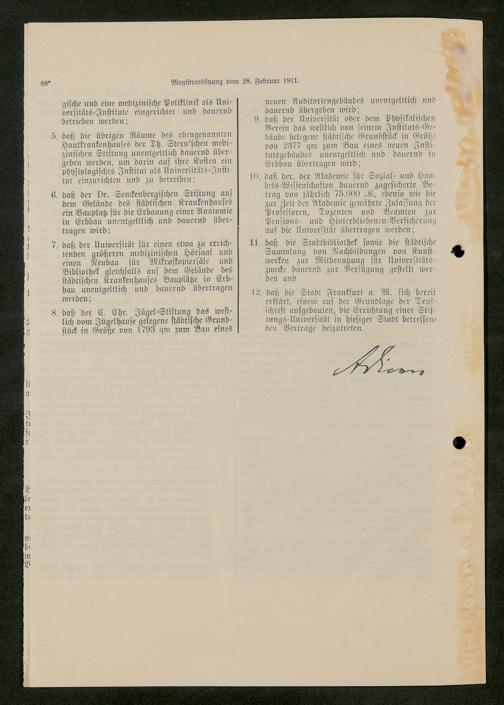 68*
Magistratssitzung vom 28. Februar 1911.
gische und eine medizinische Poliklinik als Uni-
versitäts-Institute eingerichtet und dauernd
betrieben werden;
5. daß die übrigen Räume des ebengenannten
Hautkrankenhauses der Th. Stern'schen medi-
zinischen Stiftung unentgeltlich dauernd über-
geben werden, um darin auf ihre Kosten ein
physiologisches Institut als Universitäts-Insti-
tut einzurichten und zu betreiben;
6. daß der Dr. Senckenbergischen Stiftung auf
dem Gelände des städtischen Krankenhauses
ein Bauplatz für die Erbauung einer Anatomie
in Erbbau unentgeltlich und dauernd über-
tragen wird;
7. daß der Universität für einen etwa zu errich-
tenden größeren medizinischen Hörsaal und
einen Neubau für Mikroskopiersäle und
Bibliothek gleichfalls auf dem Gelände des
städtischen Krankenhauses Bauplätze in Erb-
bau unentgeltlich und dauernd übertragen
werden;
8. daß der C. Chr. Jügel-Stiftung das west-
lich vom Jügelhause gelegene städtische Grund-
stück in Größe von 1793 qm zum Bau eines
neuen Auditoriengebäudes unentgeltlich und
dauernd übergeben wird;
9. daß der Universität oder dem Physikalischen
Verein das westlich von seinem Instituts-Ge-
bäude belegene städtische Grundstück in Größe
von 2377 qm zum Bau eines neuen Insti-
tutsgebäudes unentgeltlich und dauernd in
Erbbau übertragen wird;
10. daß der, der Akademie für Sozial- und Han-
dels-Wissenschaften dauernd zugesicherte Be-
trag von jährlich 75.000 ℳ, ebenso wie die
zur Zeit der Akademie gewährte Zulassung der
Professoren, Dozenten und Beamten zur
Pensions- und Hinterbliebenen-Versicherung
auf die Universität übertragen werden;
11. daß die Stadtbibliothek sowie die städtische
Sammlung von Nachbildungen von Kunst-
werken zur Mitbenutzung für Universitäts-
zwecke dauernd zur Verfügung gestellt wer-
den und
12. daß die Stadt Frankfurt a. M. sich bereit
erklärt, einem auf der Grundlage der Denk-
schrift aufgebauten, die Errichtung einer Stif-
tungs-Universität in hiesiger Stadt betreffen-
den Vertrage beizutreten.